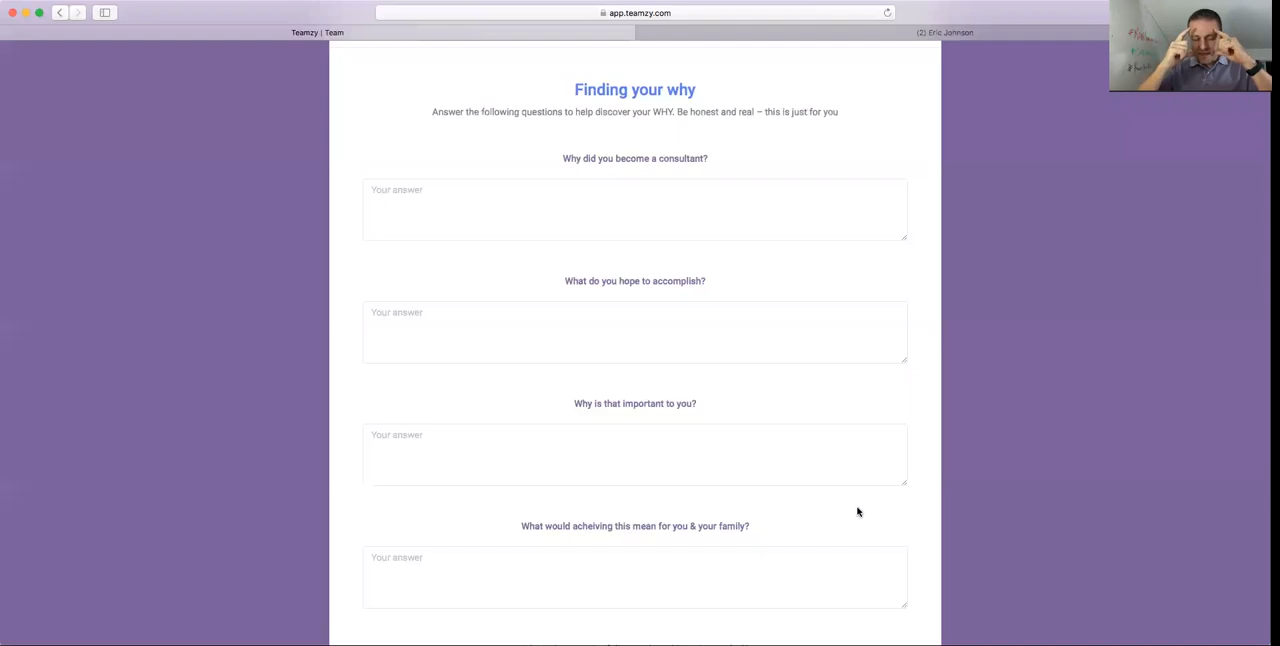 app.teamzy.com
Teamzy | Team
(2) Eric Johnson
Finding your why
Answer the following questions to help discover your WHY. Be honest and real – this is just for you
Why did you become a consultant?
Your answer
What do you hope to accomplish?
Your answer
Why is that important to you?
Your answer
What would acheiving this mean for you & your family?
Your answer